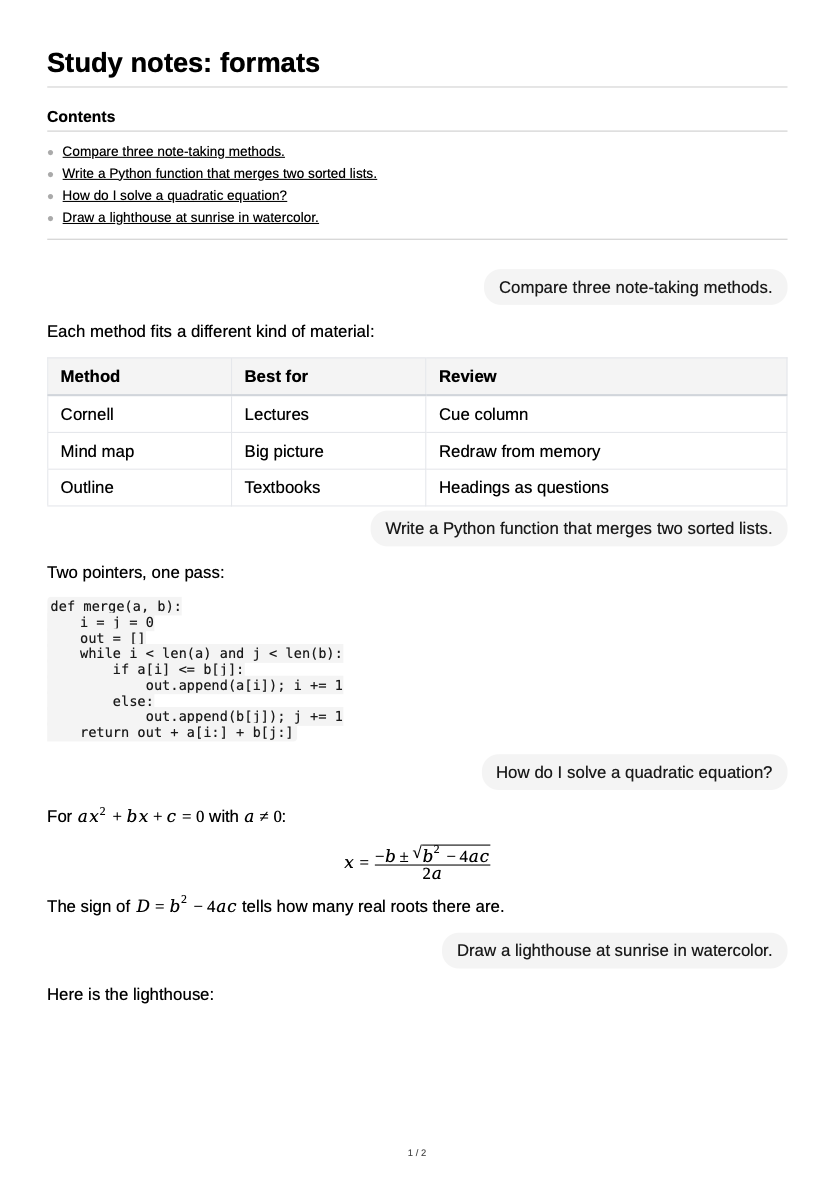 Study notes: formats
Contents
Compare three note-taking methods.
Write a Python function that merges two sorted lists.
How do I solve a quadratic equation?
Draw a lighthouse at sunrise in watercolor.
Compare three note-taking methods.
Each method fits a different kind of material:
Method Best for Review
Cornell Lectures Cue column
Mind map Big picture Redraw from memory
Outline Textbooks Headings as questions
Write a Python function that merges two sorted lists.
Two pointers, one pass:
def merge(a, b):
    i = j = 0
    out = []
    while i < len(a) and j < len(b):
        if a[i] <= b[j]:
            out.append(a[i]); i += 1
        else:
            out.append(b[j]); j += 1
    return out + a[i:] + b[j:]
How do I solve a quadratic equation?
For ax² + bx + c = 0 with a ≠ 0:
x = (−b ± √(b² − 4ac)) / 2a
The sign of D = b² − 4ac tells how many real roots there are.
Draw a lighthouse at sunrise in watercolor.
Here is the lighthouse:
1 / 2